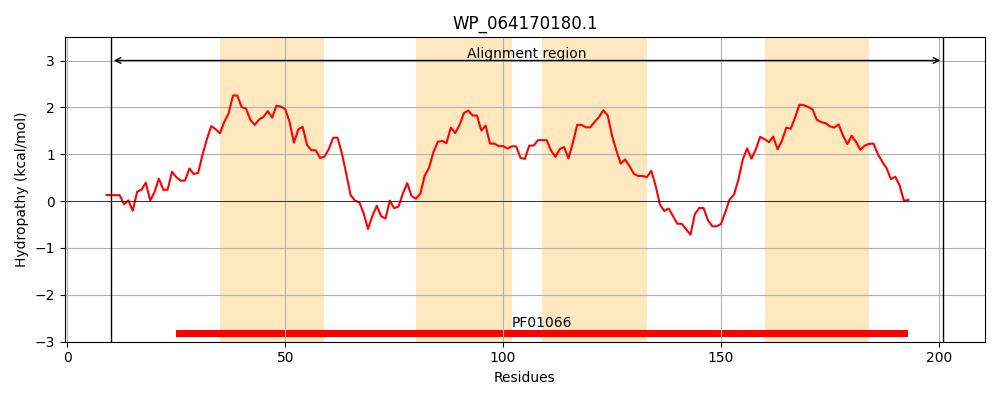 WP_064170180.1
Alignment region
Hydropathy (kcal/mol)
3
2
1
0
−1
−2
−3
PF01066
0
50
100
150
200
Residues